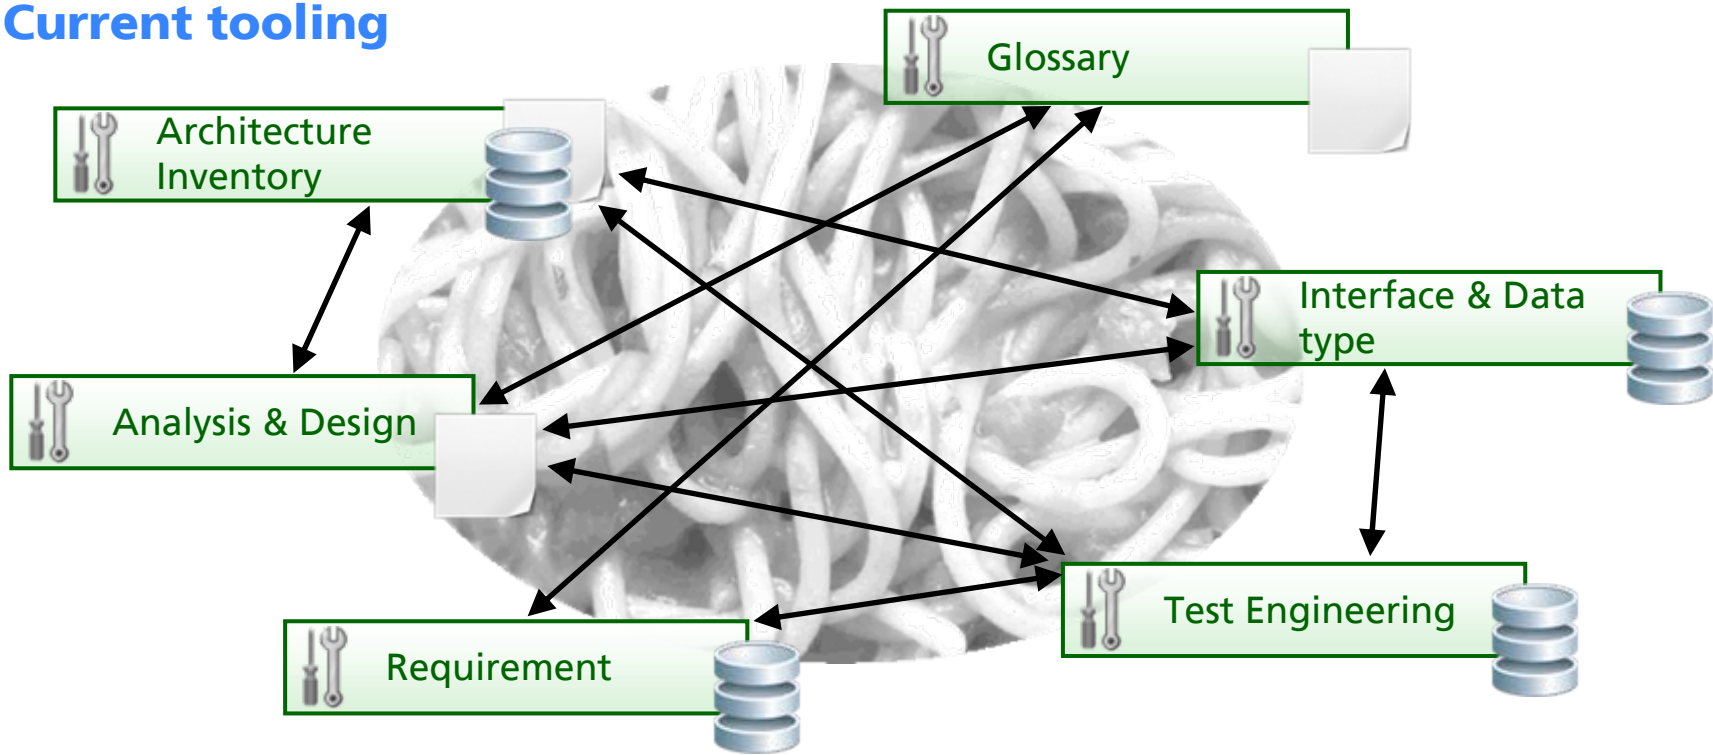 Current tooling
Glossary
Architecture
Inventory
Interface & Data
type
Analysis & Design
Test Engineering
Requirement